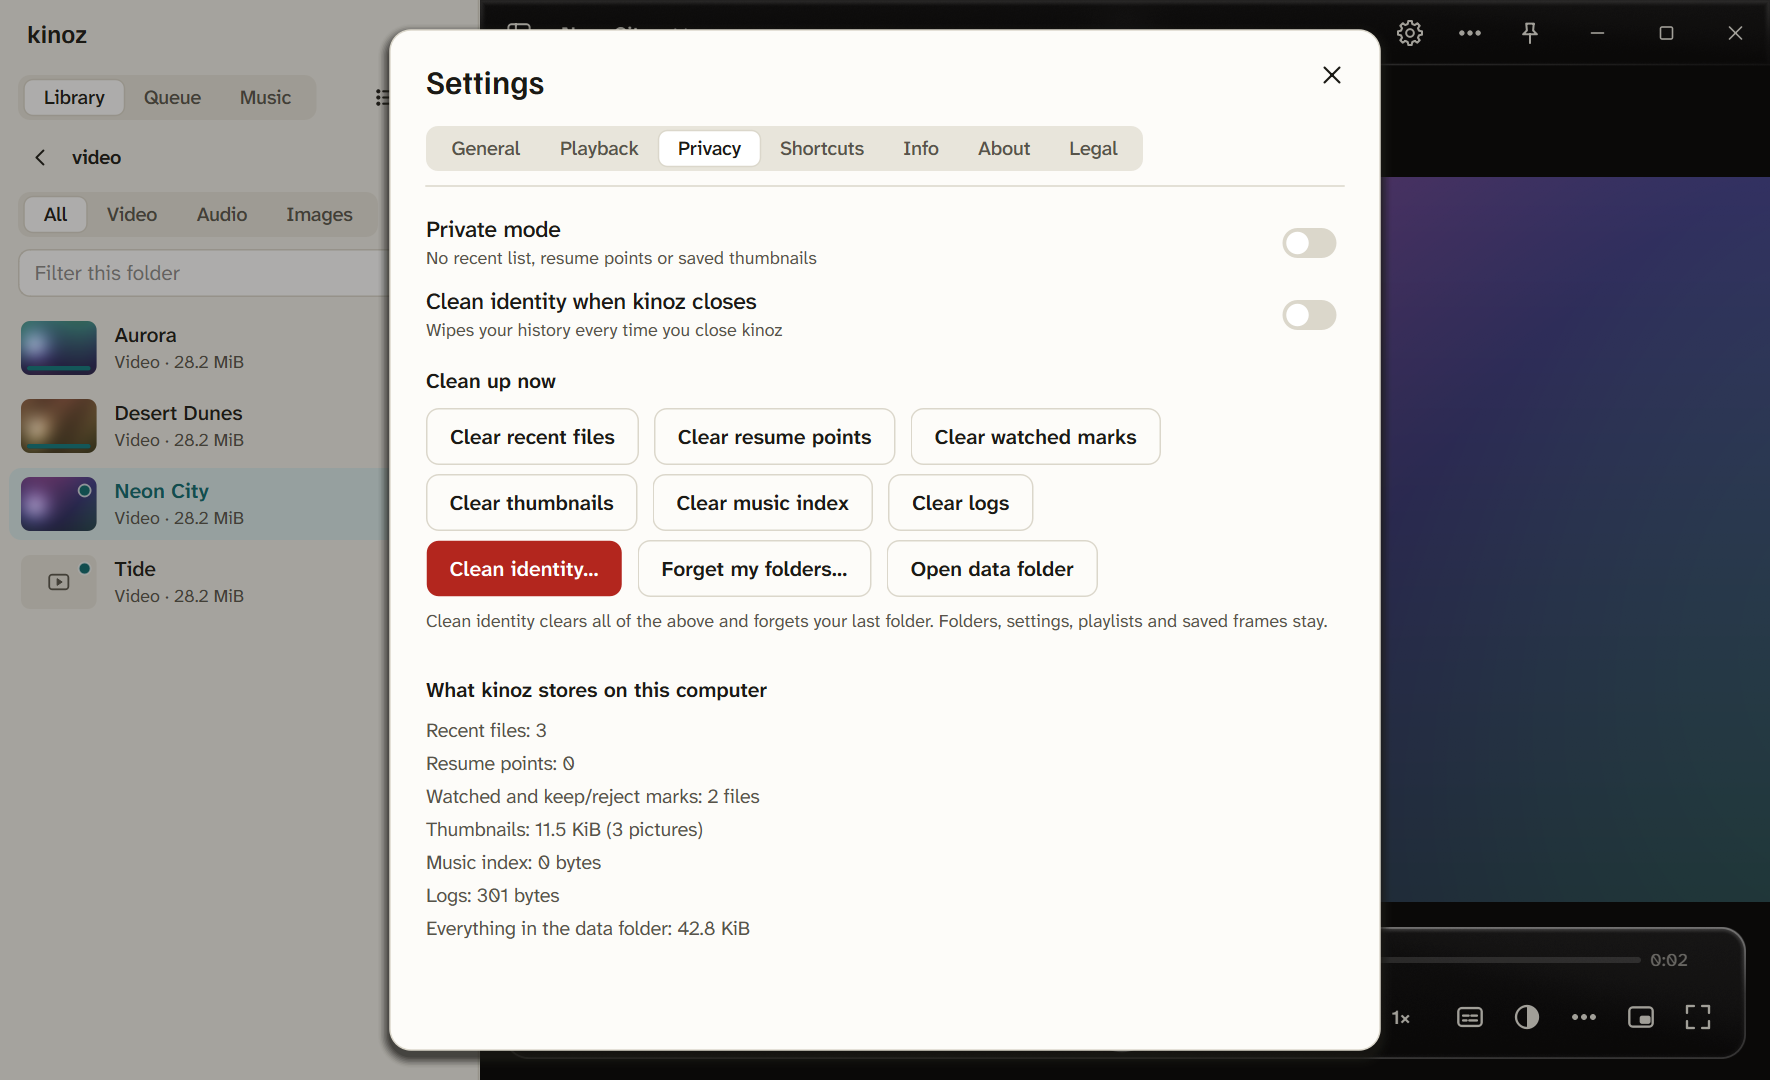 kinoz
Library Queue Music
video
All Video Audio Images
Filter this folder
Aurora
Video · 28.2 MiB
Desert Dunes
Video · 28.2 MiB
Neon City
Video · 28.2 MiB
Tide
Video · 28.2 MiB
Settings
General Playback Privacy Shortcuts Info About Legal
Private mode
No recent list, resume points or saved thumbnails
Clean identity when kinoz closes
Wipes your history every time you close kinoz
Clean up now
Clear recent files Clear resume points Clear watched marks
Clear thumbnails Clear music index Clear logs
Clean identity... Forget my folders... Open data folder
Clean identity clears all of the above and forgets your last folder. Folders, settings, playlists and saved frames stay.
What kinoz stores on this computer
Recent files: 3
Resume points: 0
Watched and keep/reject marks: 2 files
Thumbnails: 11.5 KiB (3 pictures)
Music index: 0 bytes
Logs: 301 bytes
Everything in the data folder: 42.8 KiB
0:02
1×